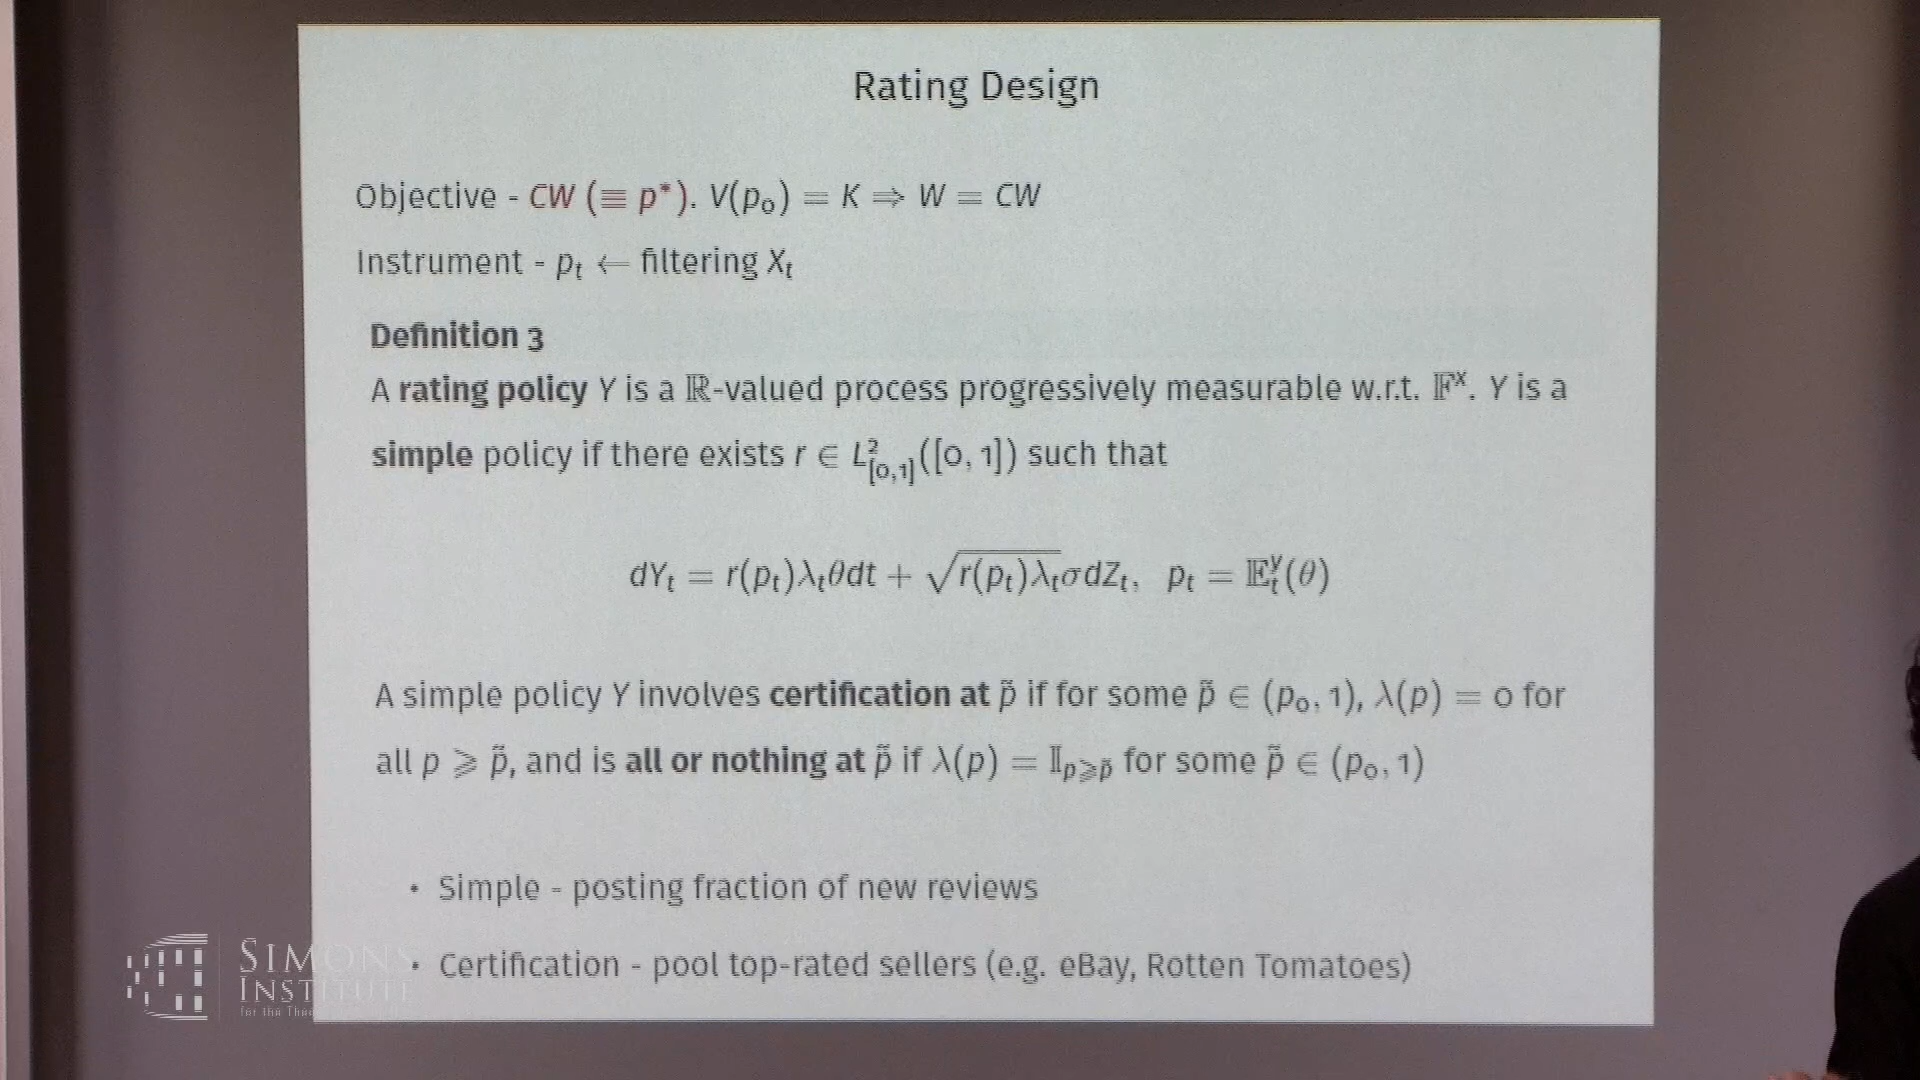 Rating Design
Objective - CW (≡ p*). V(p₀) = K ⇒ W = CW
Instrument - pₜ ← filtering Xₜ
Definition 3
A rating policy Y is a ℝ-valued process progressively measurable w.r.t. 𝔽ˣ. Y is a
simple policy if there exists r ∈ L²_[0,1]([0, 1]) such that
dYₜ = r(pₜ)λₜθdt + √(r(pₜ)λₜ)σdZₜ, pₜ = 𝔼ₜʸ(θ)
A simple policy Y involves certification at p̃ if for some p̃ ∈ (p₀, 1), λ(p) = 0 for
all p ⩾ p̃, and is all or nothing at p̃ if λ(p) = 𝕀_{p⩾p̃} for some p̃ ∈ (p₀, 1)
• Simple - posting fraction of new reviews
• Certification - pool top-rated sellers (e.g. eBay, Rotten Tomatoes)
SIMONS
INSTITUTE
for the